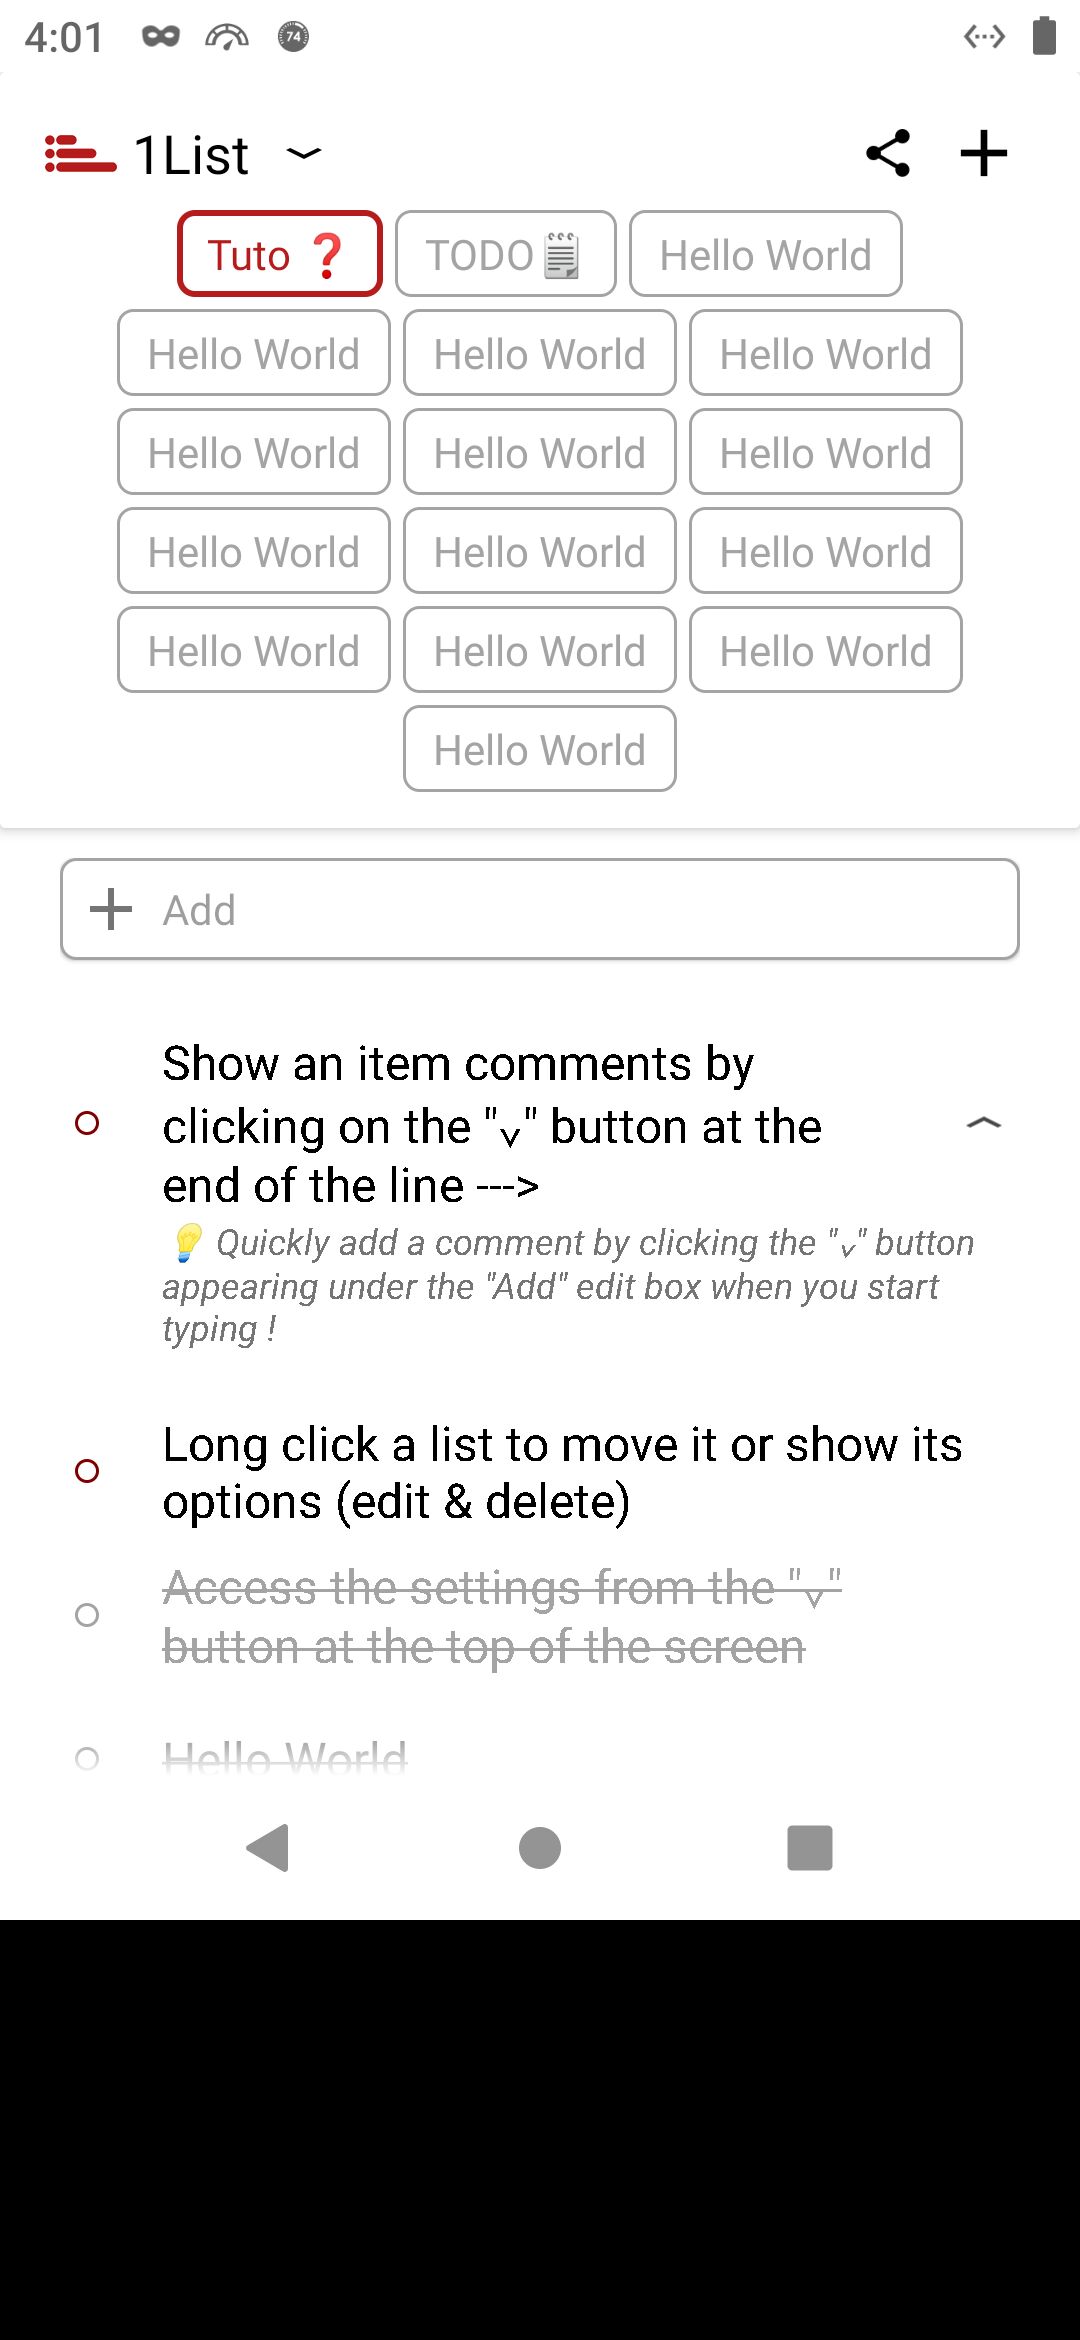 4:01
74
1List
Tuto ❓ TODO🗒 Hello World
Hello World Hello World Hello World
Hello World Hello World Hello World
Hello World Hello World Hello World
Hello World Hello World Hello World
Hello World
Add
Show an item comments by
clicking on the "˅" button at the
end of the line --->
💡 Quickly add a comment by clicking the "˅" button
appearing under the "Add" edit box when you start
typing !
Long click a list to move it or show its
options (edit & delete)
Access the settings from the "˅"
button at the top of the screen
Hello World